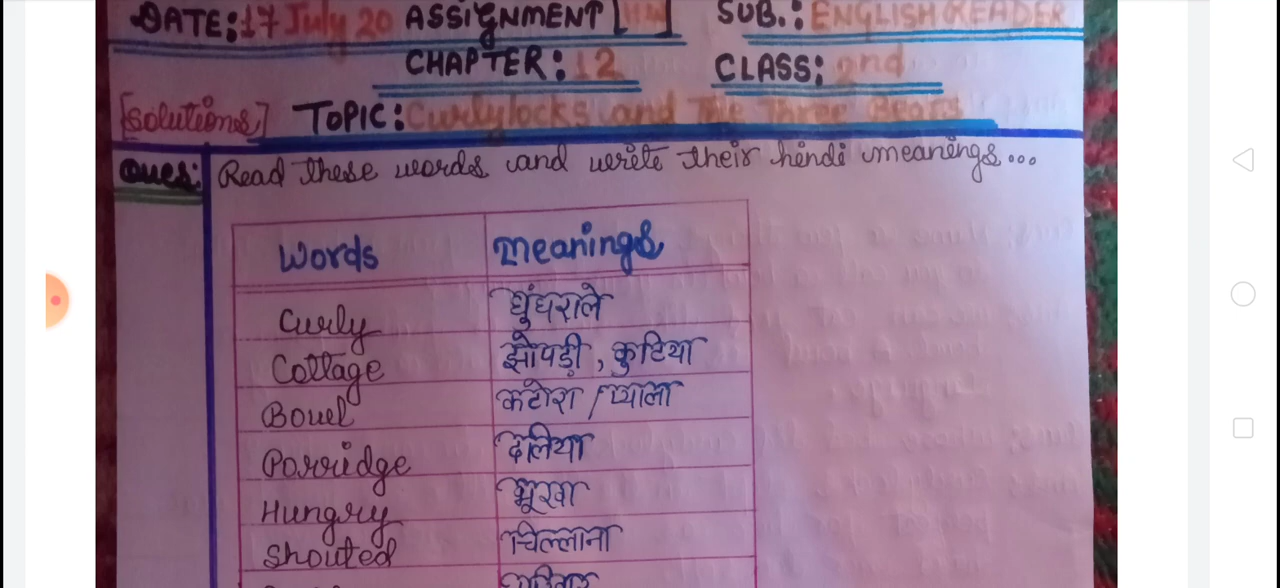 DATE: 17 July 20 ASSIGNMENT [HW] SUB.: ENGLISH READER
CHAPTER: 12 CLASS: 2nd
[Solutions] TOPIC: Curlylocks and The Three Bears
Ques: Read these words and write their hindi meanings...
Words meanings
Curly घुंघराले
Cottage झोपड़ी, कुटिया
Bowel कटोरा / प्याला
Porridge दलिया
Hungry भूखा
Shouted चिल्लाना